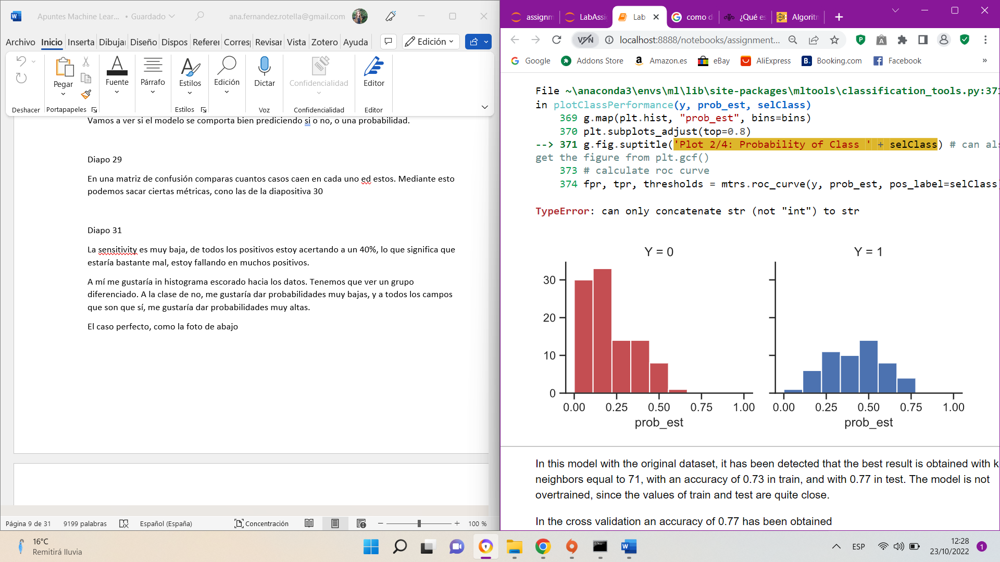 Apuntes Machine Lear... • Guardado
ana.fernandez.rotella@gmail.com
Archivo Inicio Inserta Dibuja Diseño Dispos Referen Corresp Revisar Vista Zotero Ayuda
Edición
Pegar
Fuente
Párrafo
Estilos
Edición
Dictar
Confidencialidad
Editor
Deshacer
Portapapeles
Estilos
Voz
Confidencialidad
Editor
Vamos a ver si el modelo se comporta bien prediciendo si o no, o una probabilidad.
Diapo 29
En una matriz de confusión comparas cuantos casos caen en cada uno ed estos. Mediante esto
podemos sacar ciertas métricas, cono las de la diapositiva 30
Diapo 31
La sensitivity es muy baja, de todos los positivos estoy acertando a un 40%, lo que significa que
estaría bastante mal, estoy fallando en muchos positivos.
A mí me gustaría in histograma escorado hacia los datos. Tenemos que ver un grupo
diferenciado. A la clase de no, me gustaría dar probabilidades muy bajas, y a todos los campos
que son que sí, me gustaría dar probabilidades muy altas.
El caso perfecto, como la foto de abajo
Página 9 de 31 9199 palabras Español (España) Concentración 100 %
assignm LabAssi Lab como d ¿Qué es Algoritn
VPN localhost:8888/notebooks/assignment...
Google Addons Store Amazon.es eBay AliExpress Booking.com Facebook »
File ~\anaconda3\envs\ml\lib\site-packages\mltools\classification_tools.py:371
in plotClassPerformance(y, prob_est, selClass)
369 g.map(plt.hist, "prob_est", bins=bins)
370 plt.subplots_adjust(top=0.8)
--> 371 g.fig.suptitle('Plot 2/4: Probability of Class ' + selClass) # can als
get the figure from plt.gcf()
373 # calculate roc curve
374 fpr, tpr, thresholds = mtrs.roc_curve(y, prob_est, pos_label=selClass)
TypeError: can only concatenate str (not "int") to str
Y = 0
Y = 1
30
20
10
0
0.00 0.25 0.50 0.75 1.00
0.00 0.25 0.50 0.75 1.00
prob_est
prob_est
In this model with the original dataset, it has been detected that the best result is obtained with k
neighbors equal to 71, with an accuracy of 0.73 in train, and with 0.77 in test. The model is not
overtrained, since the values of train and test are quite close.
In the cross validation an accuracy of 0.77 has been obtained
16°C
Remitirá lluvia
ESP
12:28
23/10/2022
1